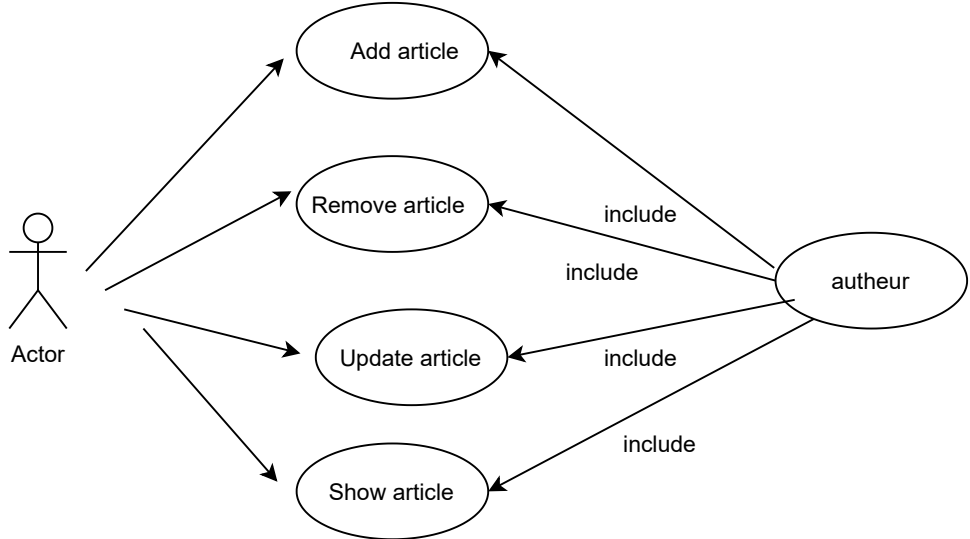 Add article
Remove article
include
include
autheur
Actor
Update article
include
include
Show article